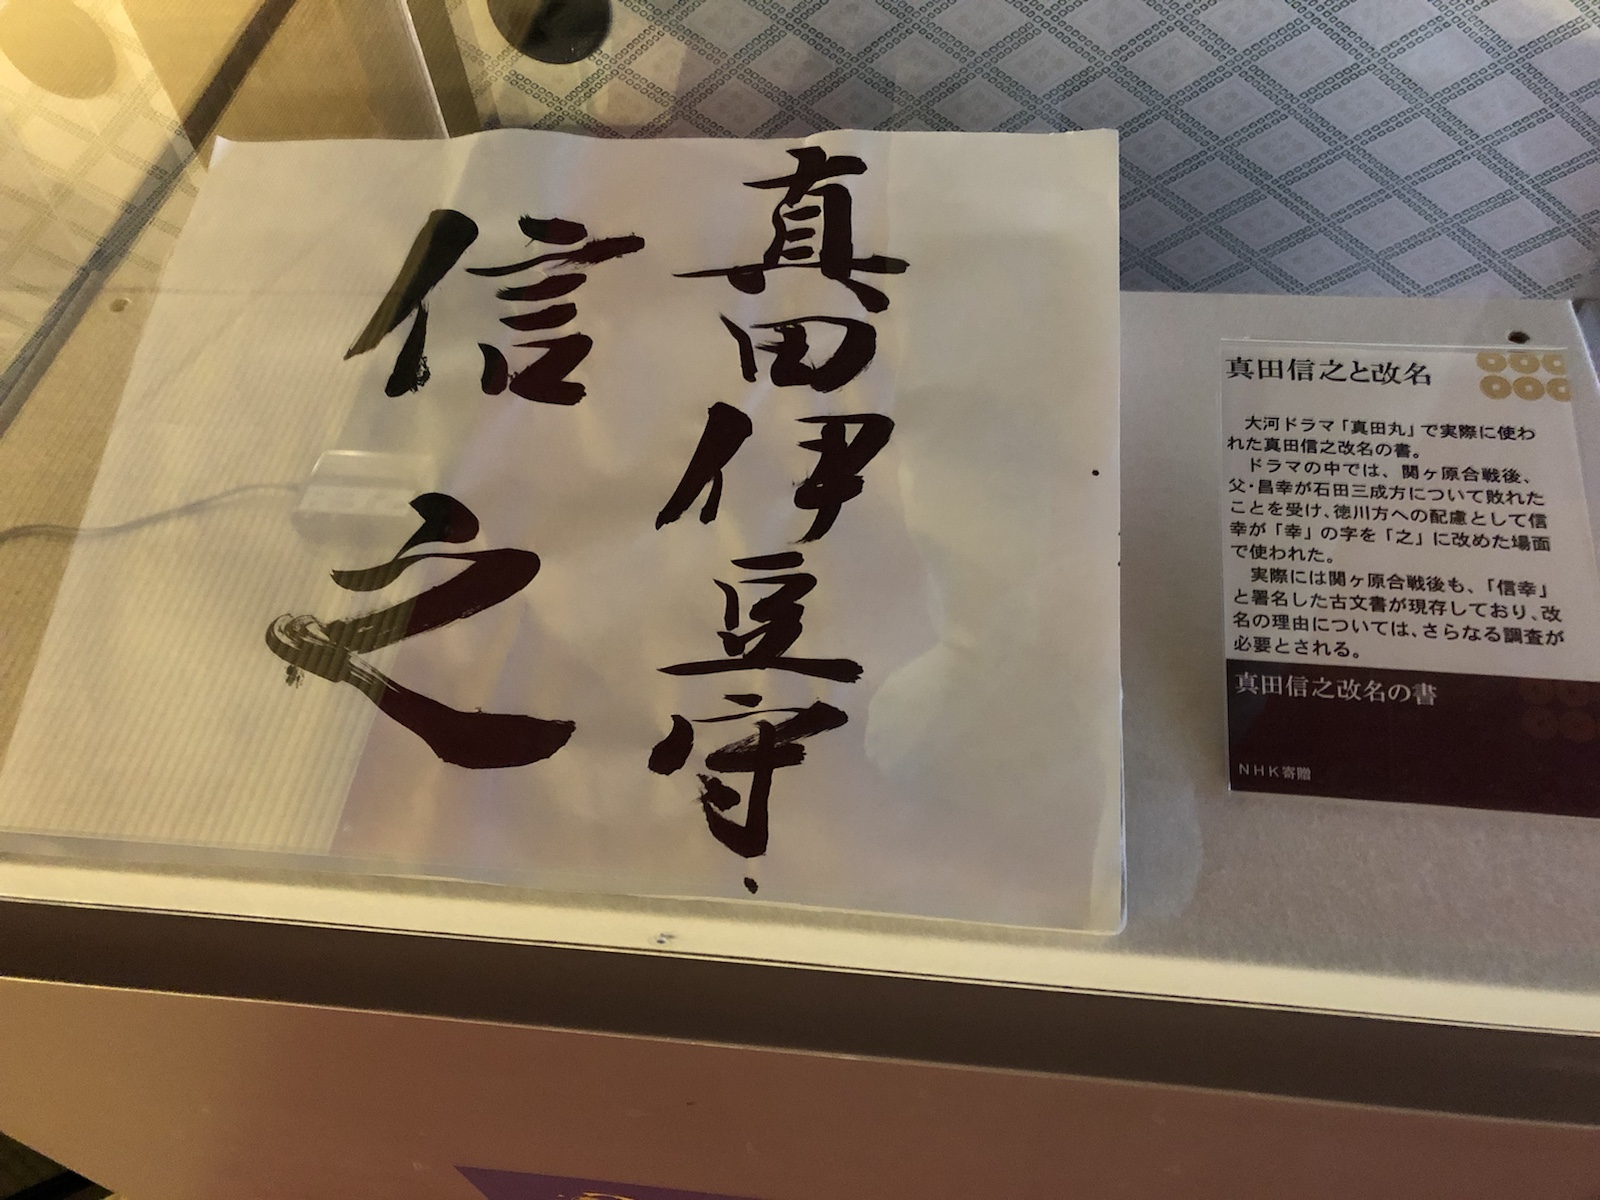 真田伊豆守
信之
真田信之と改名
大河ドラマ「真田丸」で実際に使わ
れた真田信之改名の書。
ドラマの中では、関ヶ原合戦後、
父・昌幸が石田三成方について敗れた
ことを受け、徳川方への配慮として信
幸が「幸」の字を「之」に改めた場面
で使われた。
実際には関ヶ原合戦後も、「信幸」
と署名した古文書が現存しており、改
名の理由については、さらなる調査が
必要とされる。
真田信之改名の書
NHK寄贈